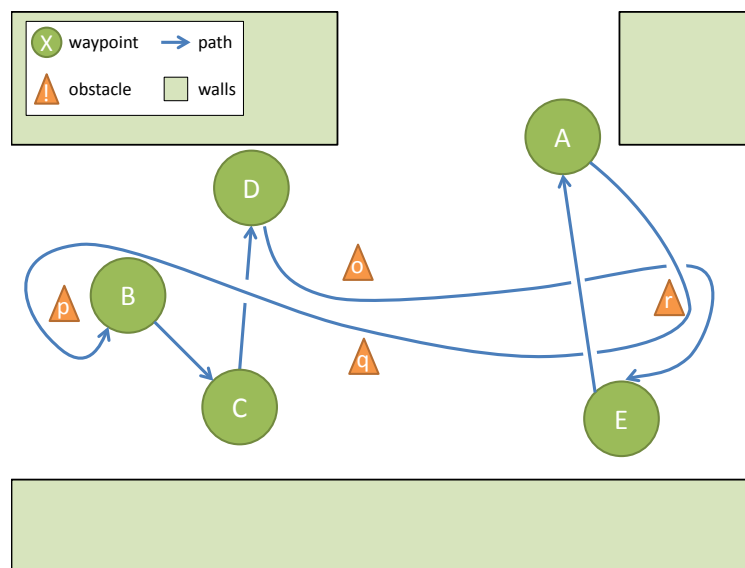 X waypoint → path
! obstacle walls
A
D
o
B
p
r
q
C
E